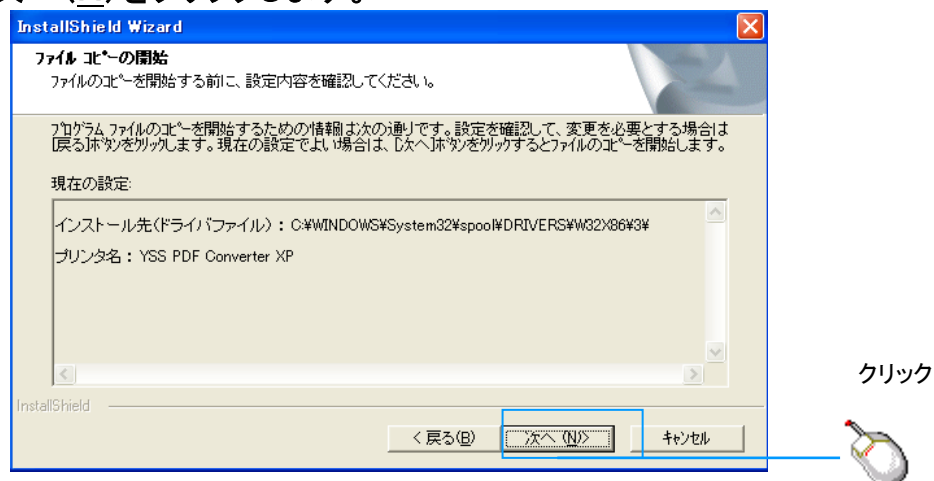 をクリックします。
InstallShield Wizard
ファイル コピーの開始
ファイルのコピーを開始する前に、設定内容を確認してください。
プログラム ファイルのコピーを開始するための情報は次の通りです。設定を確認して、変更を必要とする場合は
[戻る]ボタンをクリックします。現在の設定でよい場合は、[次へ]ボタンをクリックするとファイルのコピーを開始します。
現在の設定:
インストール先(ドライバファイル) : C:¥WINDOWS¥System32¥spool¥DRIVERS¥W32X86¥3¥
プリンタ名 : YSS PDF Converter XP
クリック
InstallShield
< 戻る(B) 次へ (N)> キャンセル